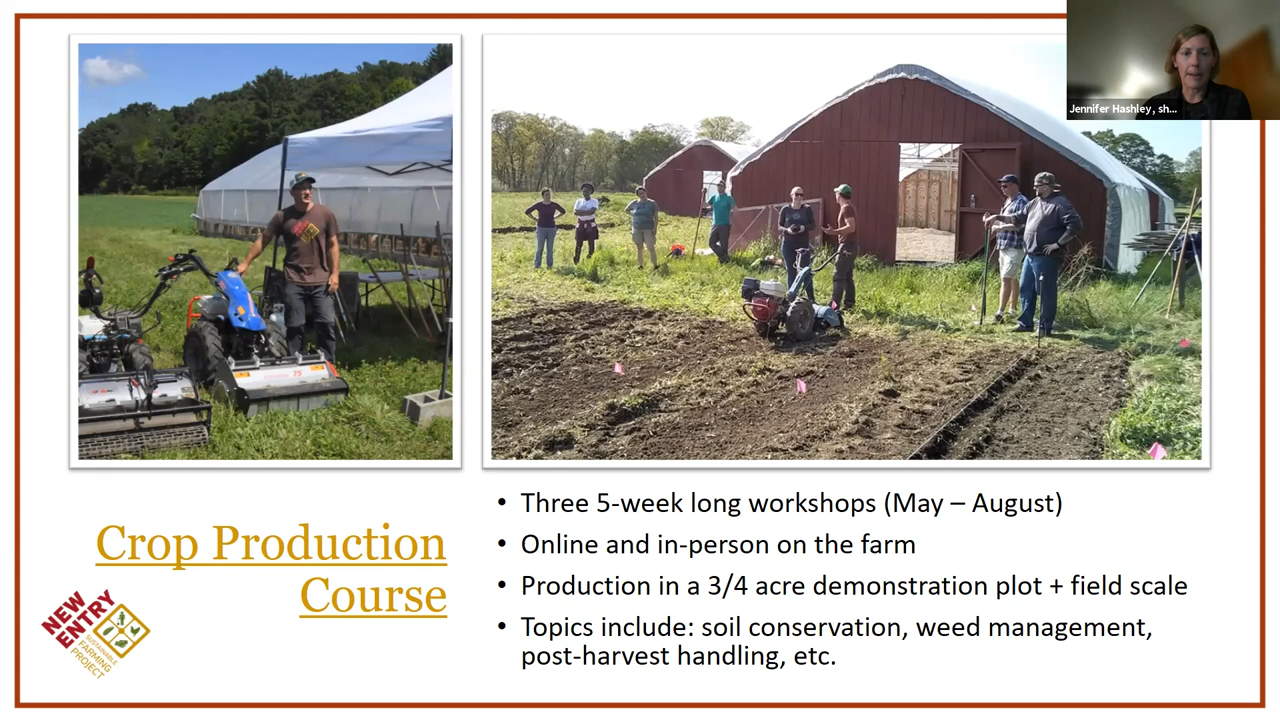 Jennifer Hashley, sh...
Crop Production
Course
• Three 5-week long workshops (May – August)
• Online and in-person on the farm
• Production in a 3/4 acre demonstration plot + field scale
• Topics include: soil conservation, weed management,
post-harvest handling, etc.
NEW
ENTRY
SUSTAINABLE
FARMING
PROJECT
75